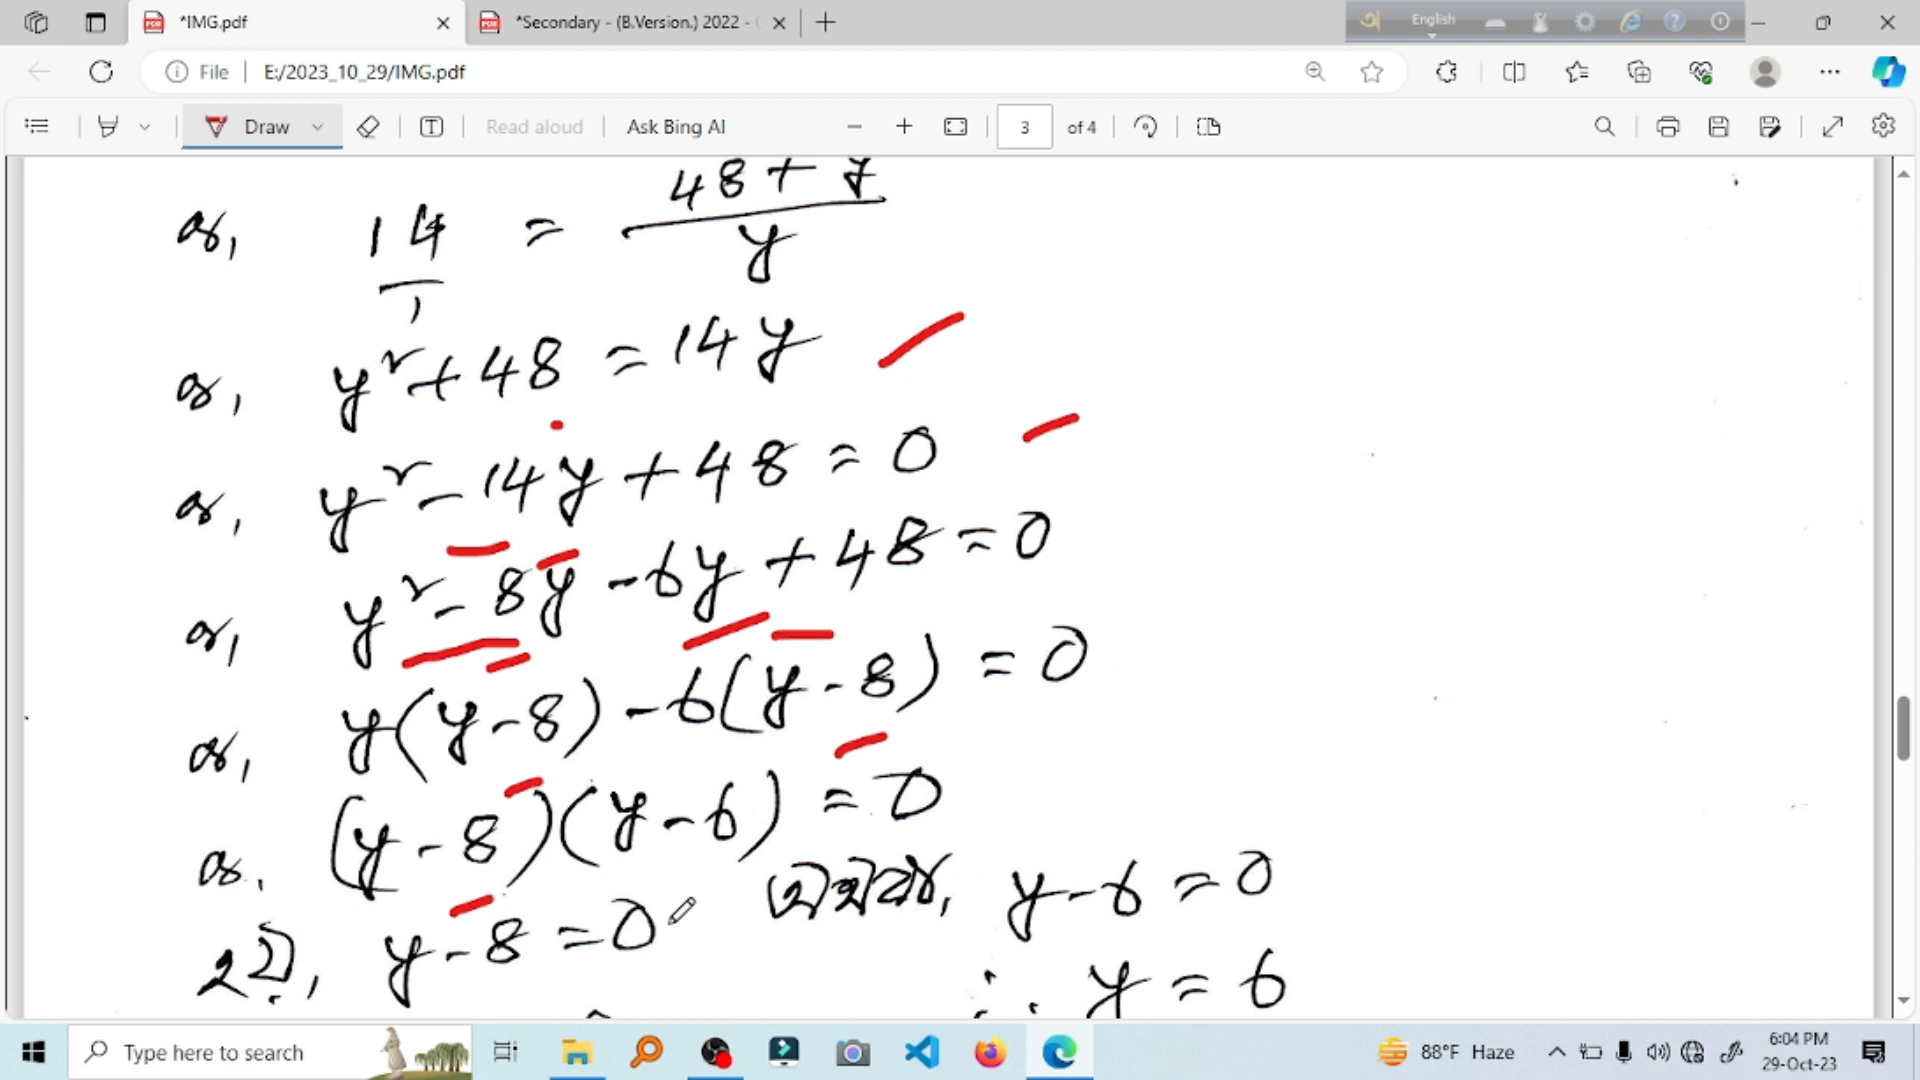 *IMG.pdf
*Secondary - (B.Version.) 2022 -
English
File
E:/2023_10_29/IMG.pdf
Draw
Read aloud
Ask Bing AI
3 of 4
বা, 14/1 = (48 + y²)/y
বা, y² + 48 = 14y
বা, y² - 14y + 48 = 0
বা, y² - 8y - 6y + 48 = 0
বা, y(y-8) - 6(y-8) = 0
বা, (y-8)(y-6) = 0
হয়, y-8 = 0 অথবা, y-6 = 0
∴ y = 6
Type here to search
88°F Haze
6:04 PM
29-Oct-23